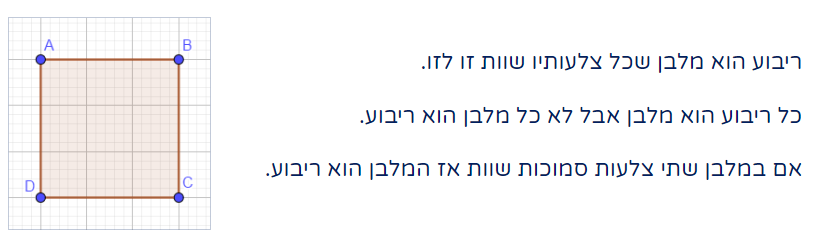 A
B
ריבוע הוא מלבן שכל צלעותיו שוות זו לזו.
כל ריבוע הוא מלבן אבל לא כל מלבן הוא ריבוע.
אם במלבן שתי צלעות סמוכות שוות אז המלבן הוא ריבוע.
D
C